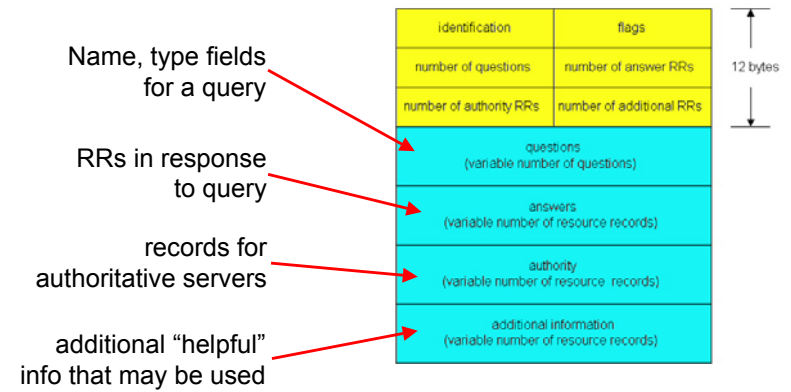 identification flags
number of questions number of answer RRs
number of authority RRs number of additional RRs
12 bytes
Name, type fields
for a query
questions
(variable number of questions)
RRs in response
to query
answers
(variable number of resource records)
records for
authoritative servers
authority
(variable number of resource records)
additional “helpful”
info that may be used
additional information
(variable number of resource records)